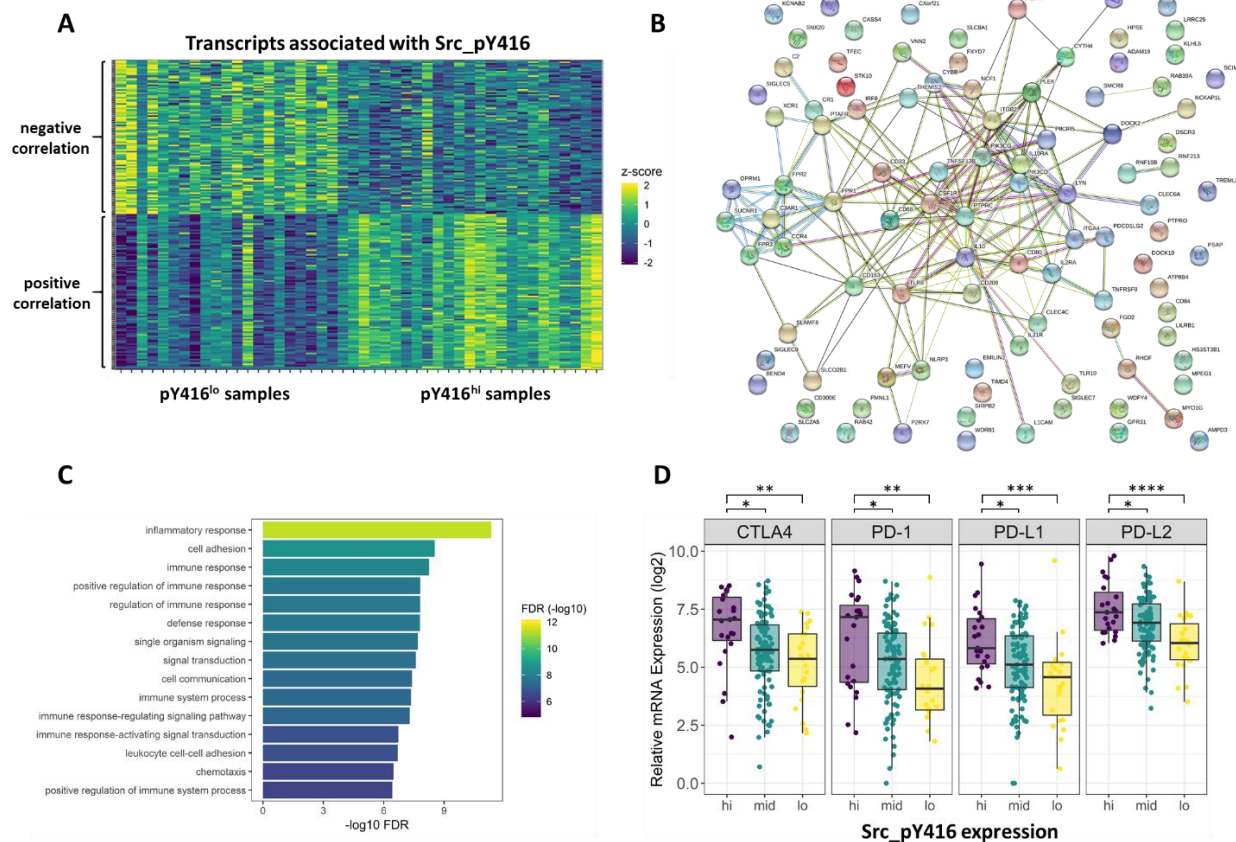 A
Transcripts associated with Src_pY416
negative
correlation
positive
correlation
z-score
2
1
0
-1
-2
pY416lo samples
pY416hi samples
B
KCNAB2
CXorf21
SNX20
CASS4
SLC8A1
HPSE
LRRC25
C2
TFEC
VNN2
FXYD7
CYTH4
ADAM19
KLHL6
SIGLEC5
STK10
CYBB
NCF1
PLEK
SMCR8
RAB39A
XCR1
CR1
IRF8
THEMIS2
ITGB2
NCKAP1L
PTAFR
PIK3R5
DOCK2
DSCR3
CD33
TNFSF13B
PIK3CG
IL10RA
RNF19B
RNF213
OPRM1
FPR2
FPR1
CSF1R
PIK3CD
LYN
CLEC6A
SUCNR1
C3AR1
CD68
PTPRC
ITGA4
PDCD1LG2
PTPRO
FPR3
CCR4
IL10
CD80
IL2RA
DOCK10
PSAP
CD163
TLR8
CD209
TNFRSF9
ATP8B4
CLEC4C
CD84
SLAMF8
IL21R
FGD2
LILRB1
SIGLEC9
SLCO2B1
MEFV
NLRP3
EMILIN2
RHOF
HS3ST3B1
BEND4
TIMD4
TLR10
MPEG1
CD300E
FMNL1
SIRPB2
SIGLEC7
WDFY4
MYO1G
SLC2A5
RAB42
P2RX7
WDR81
L1CAM
GPR31
AMPD3
C
inflammatory response
cell adhesion
immune response
positive regulation of immune response
regulation of immune response
defense response
single organism signaling
signal transduction
cell communication
immune system process
immune response-regulating signaling pathway
immune response-activating signal transduction
leukocyte cell-cell adhesion
chemotaxis
positive regulation of immune system process
0 3 6 9
-log10 FDR
FDR (-log10)
12
10
8
6
D
** ** *** ****
* * * *
CTLA4 PD-1 PD-L1 PD-L2
Relative mRNA Expression (log2)
10.0
7.5
5.0
2.5
0.0
hi mid lo hi mid lo hi mid lo hi mid lo
Src_pY416 expression